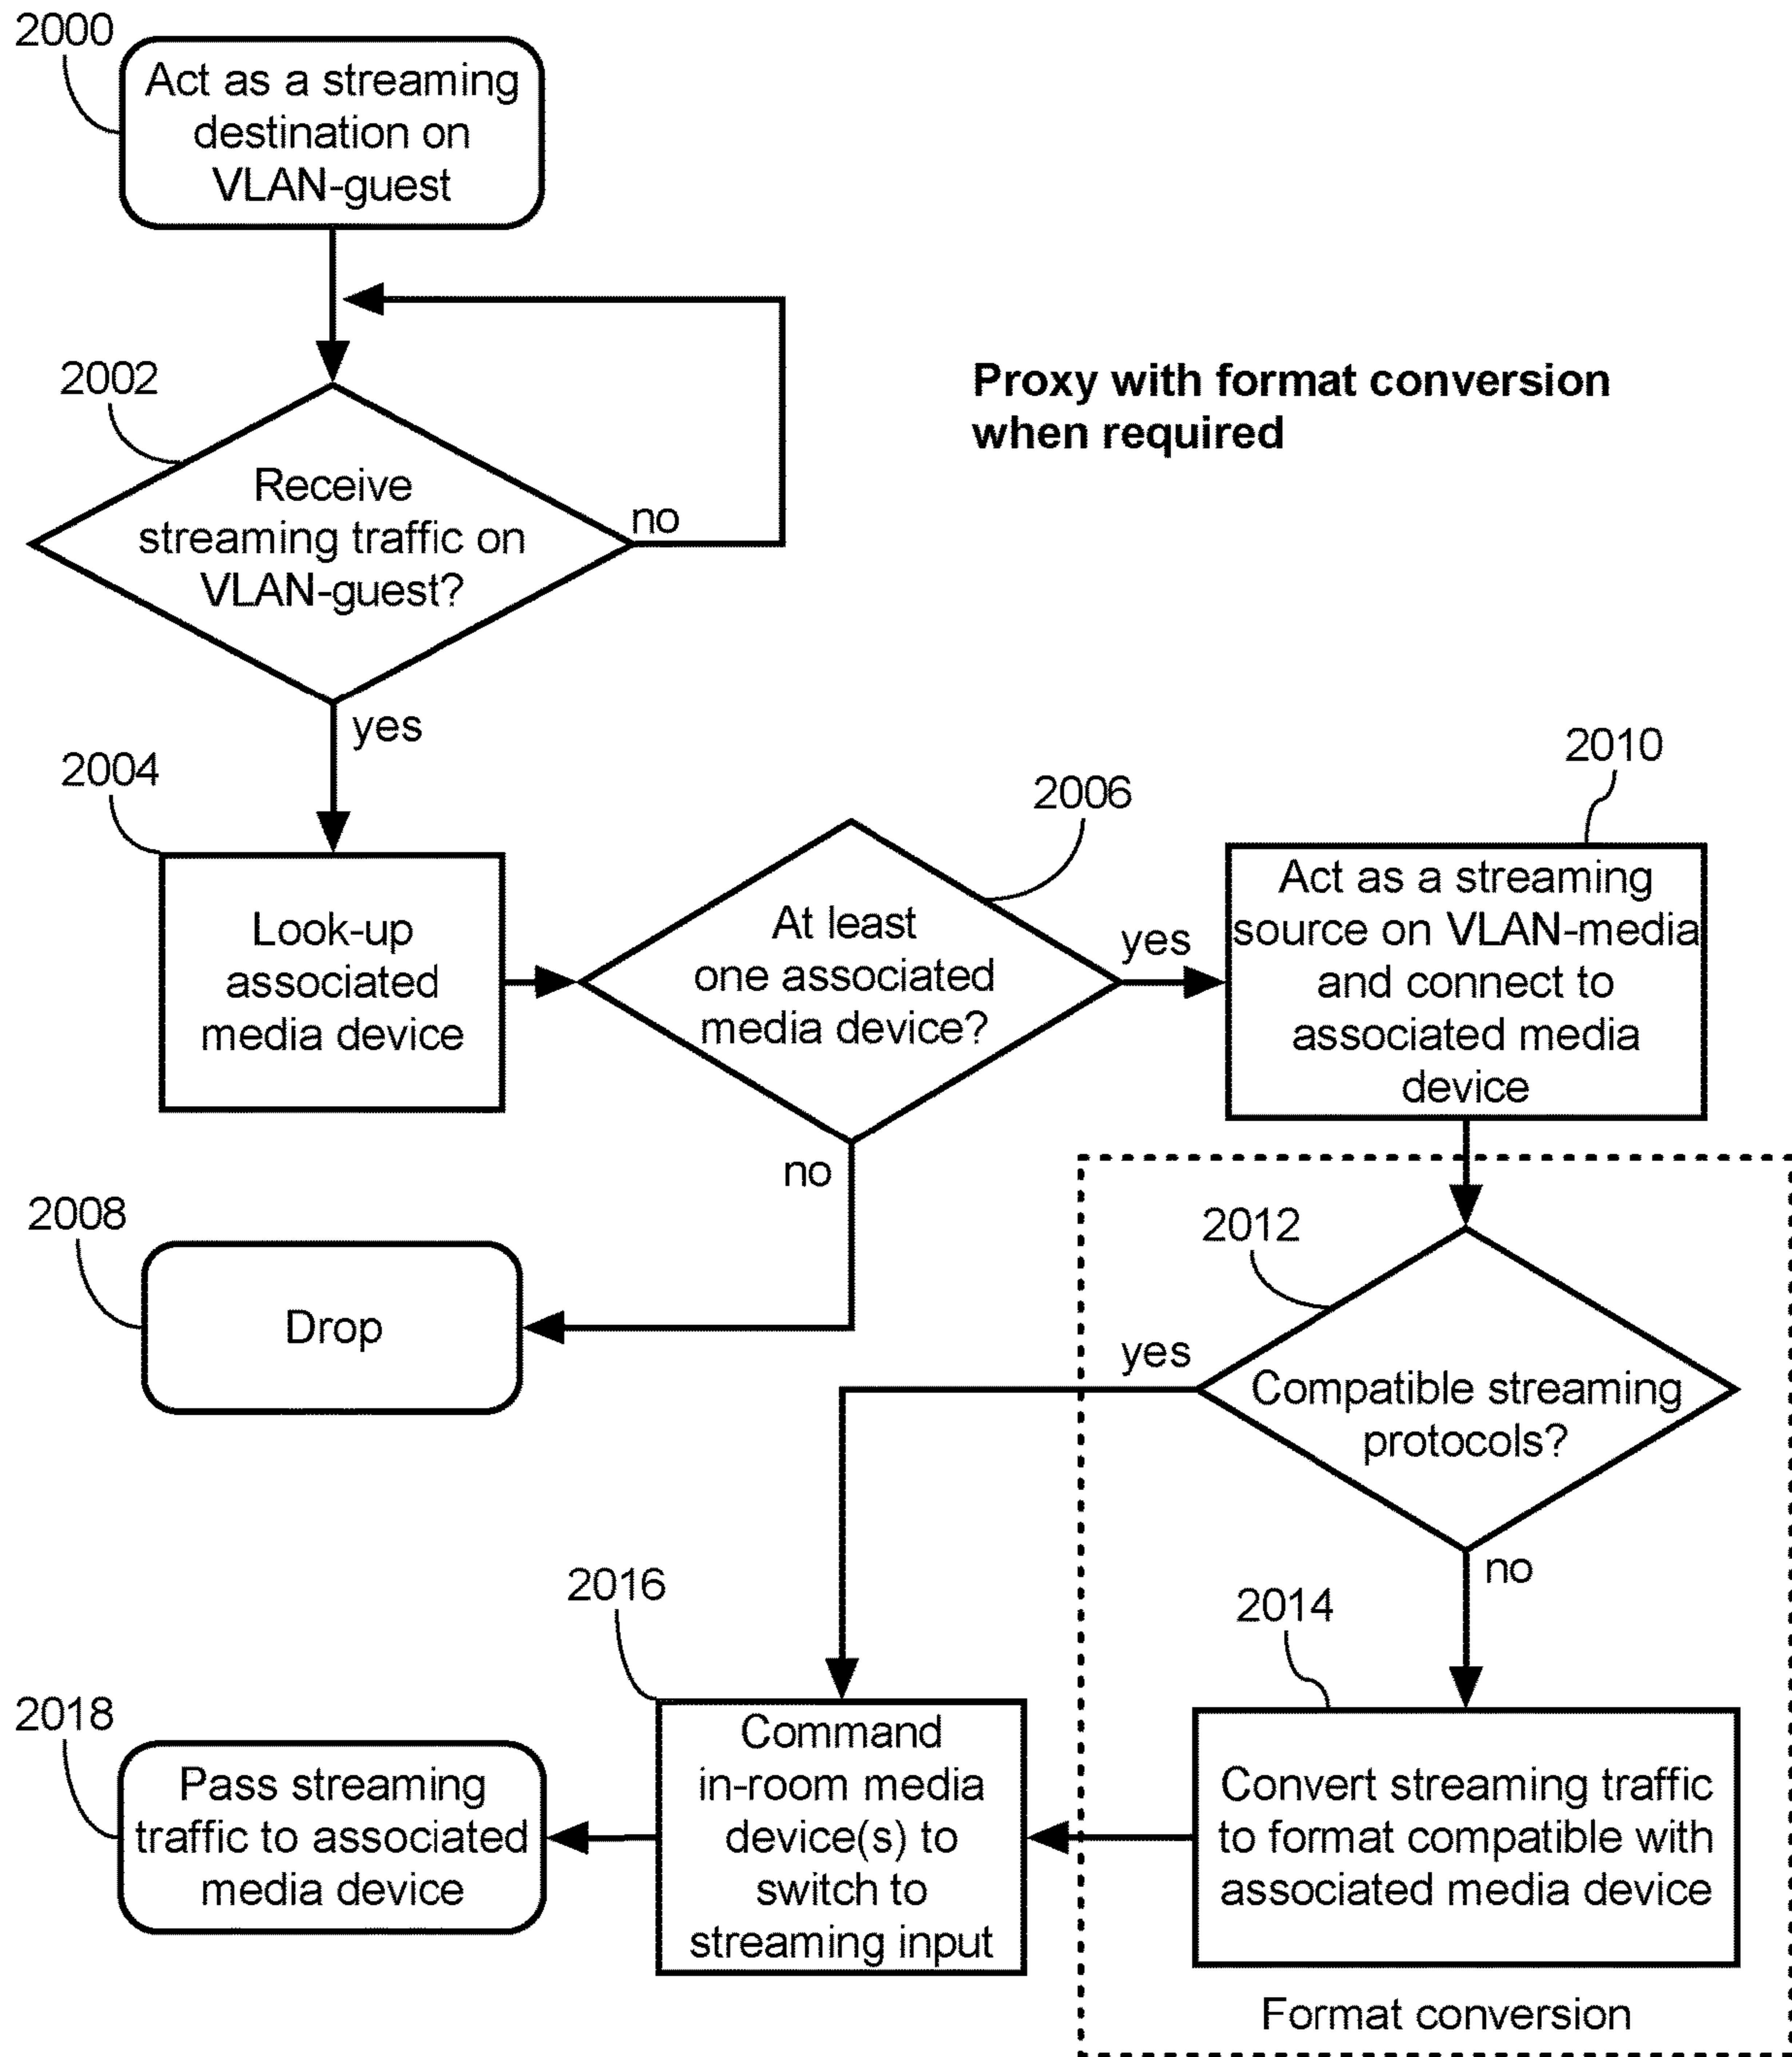 2000
Act as a streaming
destination on
VLAN-guest
2002
Receive
streaming traffic on
VLAN-guest?
no
yes
Proxy with format conversion
when required
2004
Look-up
associated
media device
2006
At least
one associated
media device?
yes
no
2010
Act as a streaming
source on VLAN-media
and connect to
associated media
device
2008
Drop
2012
Compatible streaming
protocols?
yes
no
2014
Convert streaming traffic
to format compatible with
associated media device
Format conversion
2016
Command
in-room media
device(s) to
switch to
streaming input
2018
Pass streaming
traffic to associated
media device